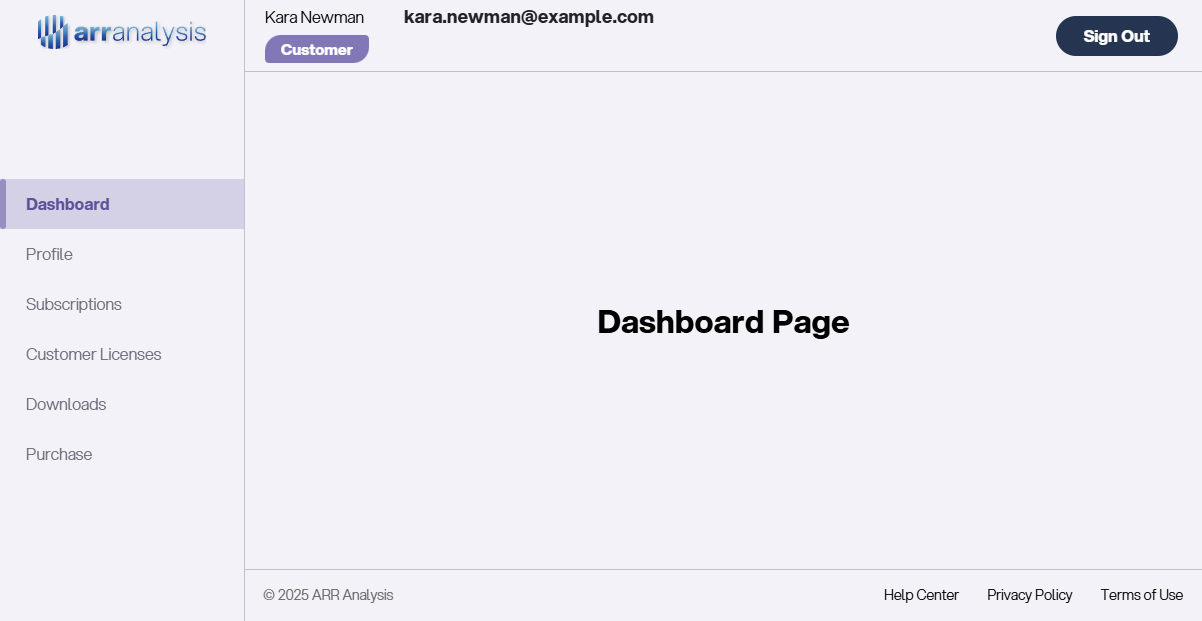 arranalysis
Kara Newman
kara.newman@example.com
Customer
Sign Out
Dashboard
Profile
Subscriptions
Customer Licenses
Downloads
Purchase
Dashboard Page
© 2025 ARR Analysis
Help Center
Privacy Policy
Terms of Use